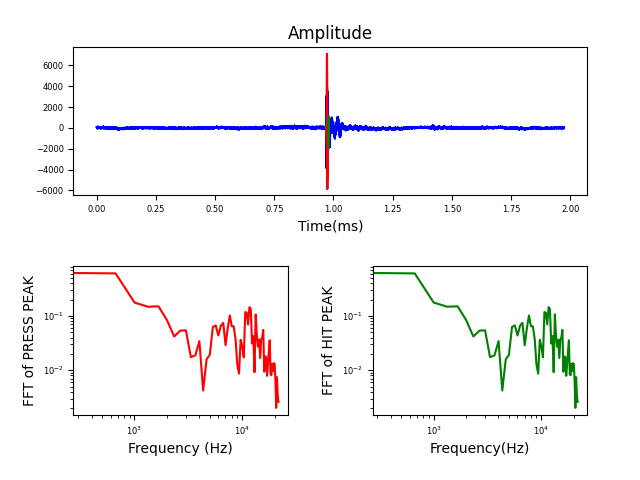 Amplitude
6000
4000
2000
0
−2000
−4000
−6000
0.00 0.25 0.50 0.75 1.00 1.25 1.50 1.75 2.00
Time(ms)
FFT of PRESS PEAK
10⁻¹
10⁻²
10³ 10⁴
Frequency (Hz)
FFT of HIT PEAK
10⁻¹
10⁻²
10³ 10⁴
Frequency(Hz)